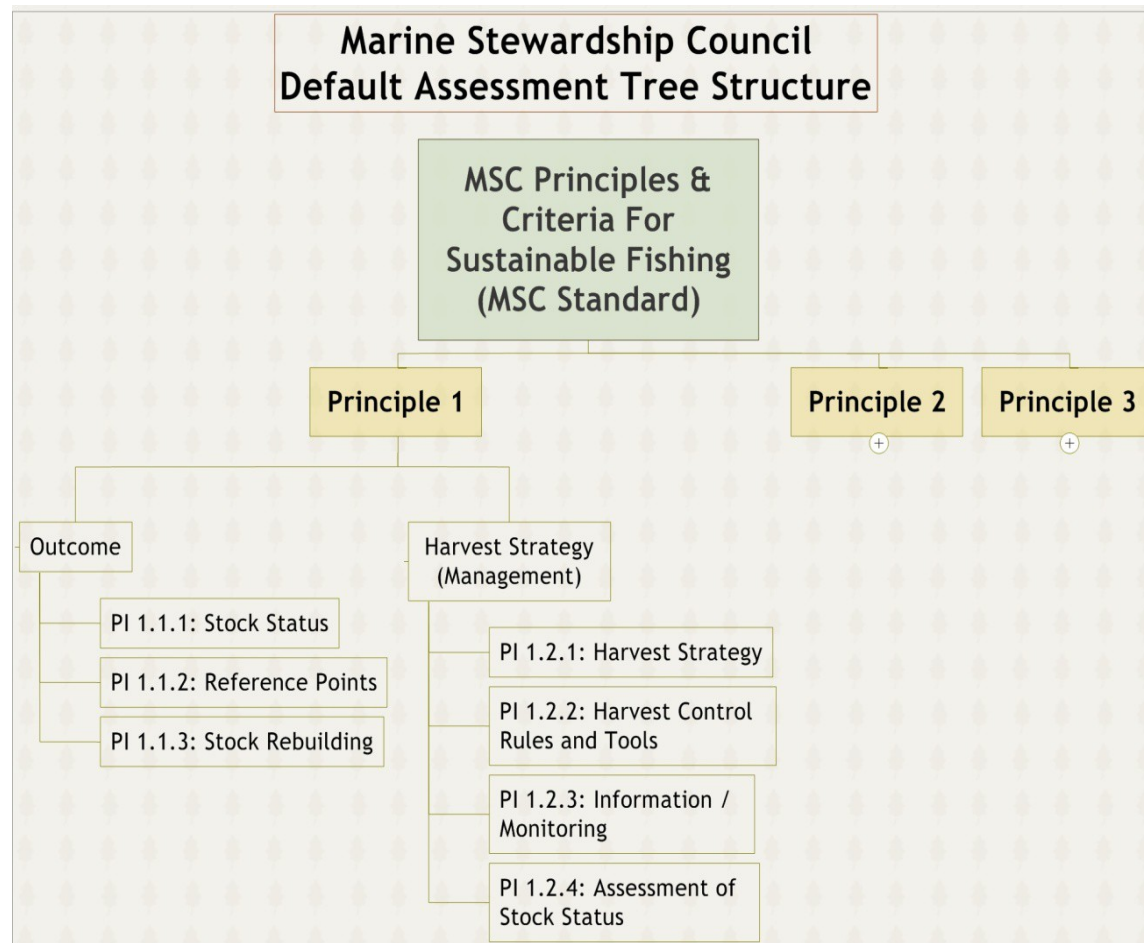 Marine Stewardship Council
Default Assessment Tree Structure
MSC Principles &
Criteria For
Sustainable Fishing
(MSC Standard)
Principle 1
Principle 2
Principle 3
Outcome
PI 1.1.1: Stock Status
PI 1.1.2: Reference Points
PI 1.1.3: Stock Rebuilding
Harvest Strategy
(Management)
PI 1.2.1: Harvest Strategy
PI 1.2.2: Harvest Control
Rules and Tools
PI 1.2.3: Information /
Monitoring
PI 1.2.4: Assessment of
Stock Status